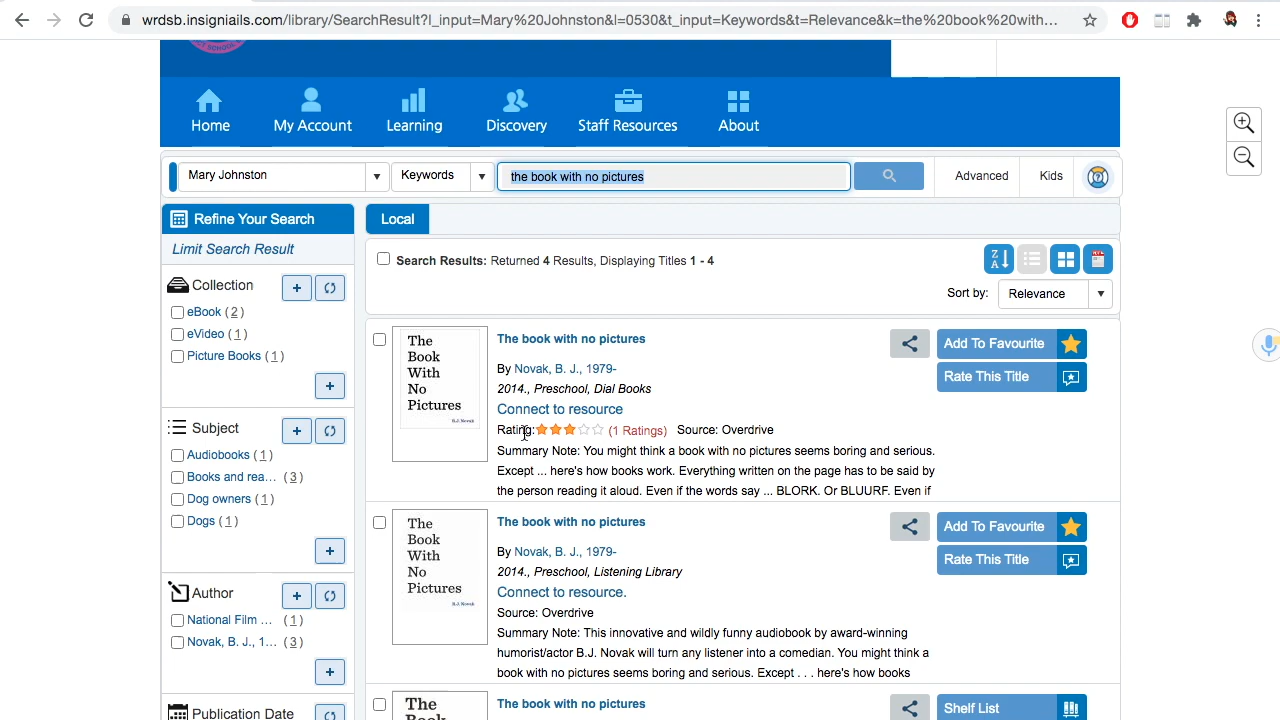 wrdsb.insigniails.com/library/SearchResult?l_input=Mary%20Johnston&l=0530&t_input=Keywords&t=Relevance&k=the%20book%20with...
Home
My Account
Learning
Discovery
Staff Resources
About
Mary Johnston
Keywords
the book with no pictures
Advanced
Kids
Refine Your Search
Limit Search Result
Collection
eBook (2)
eVideo (1)
Picture Books (1)
Subject
Audiobooks (1)
Books and rea... (3)
Dog owners (1)
Dogs (1)
Author
National Film ... (1)
Novak, B. J., 1... (3)
Publication Date
Local
Search Results: Returned 4 Results, Displaying Titles 1 - 4
Sort by: Relevance
The
Book
With
No
Pictures
B.J. Novak
The book with no pictures
By Novak, B. J., 1979-
2014., Preschool, Dial Books
Connect to resource
Rating: (1 Ratings) Source: Overdrive
Summary Note: You might think a book with no pictures seems boring and serious.
Except ... here's how books work. Everything written on the page has to be said by
the person reading it aloud. Even if the words say ... BLORK. Or BLUURF. Even if
Add To Favourite
Rate This Title
The
Book
With
No
Pictures
B.J. Novak
The book with no pictures
By Novak, B. J., 1979-
2014., Preschool, Listening Library
Connect to resource.
Source: Overdrive
Summary Note: This innovative and wildly funny audiobook by award-winning
humorist/actor B.J. Novak will turn any listener into a comedian. You might think a
book with no pictures seems boring and serious. Except . . . here's how books
Add To Favourite
Rate This Title
The
The book with no pictures
Shelf List